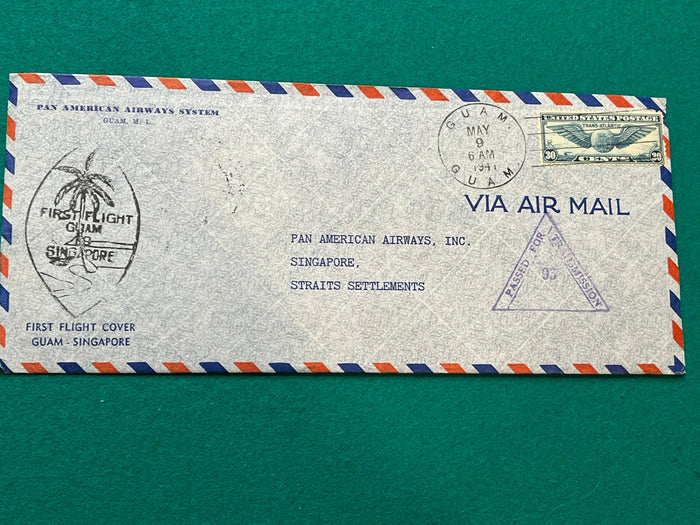 PAN AMERICAN AIRWAYS SYSTEM
GUAM, M. I.
FIRST FLIGHT
GUAM
TO
SINGAPORE
FIRST FLIGHT COVER
GUAM - SINGAPORE
GUAM.
MAY
9
6 AM
1941
GUAM.
UNITED STATES POSTAGE
TRANS-ATLANTIC
30 CENTS 30
VIA AIR MAIL
PAN AMERICAN AIRWAYS, INC.
SINGAPORE,
STRAITS SETTLEMENTS
PASSED FOR TRANSMISSION